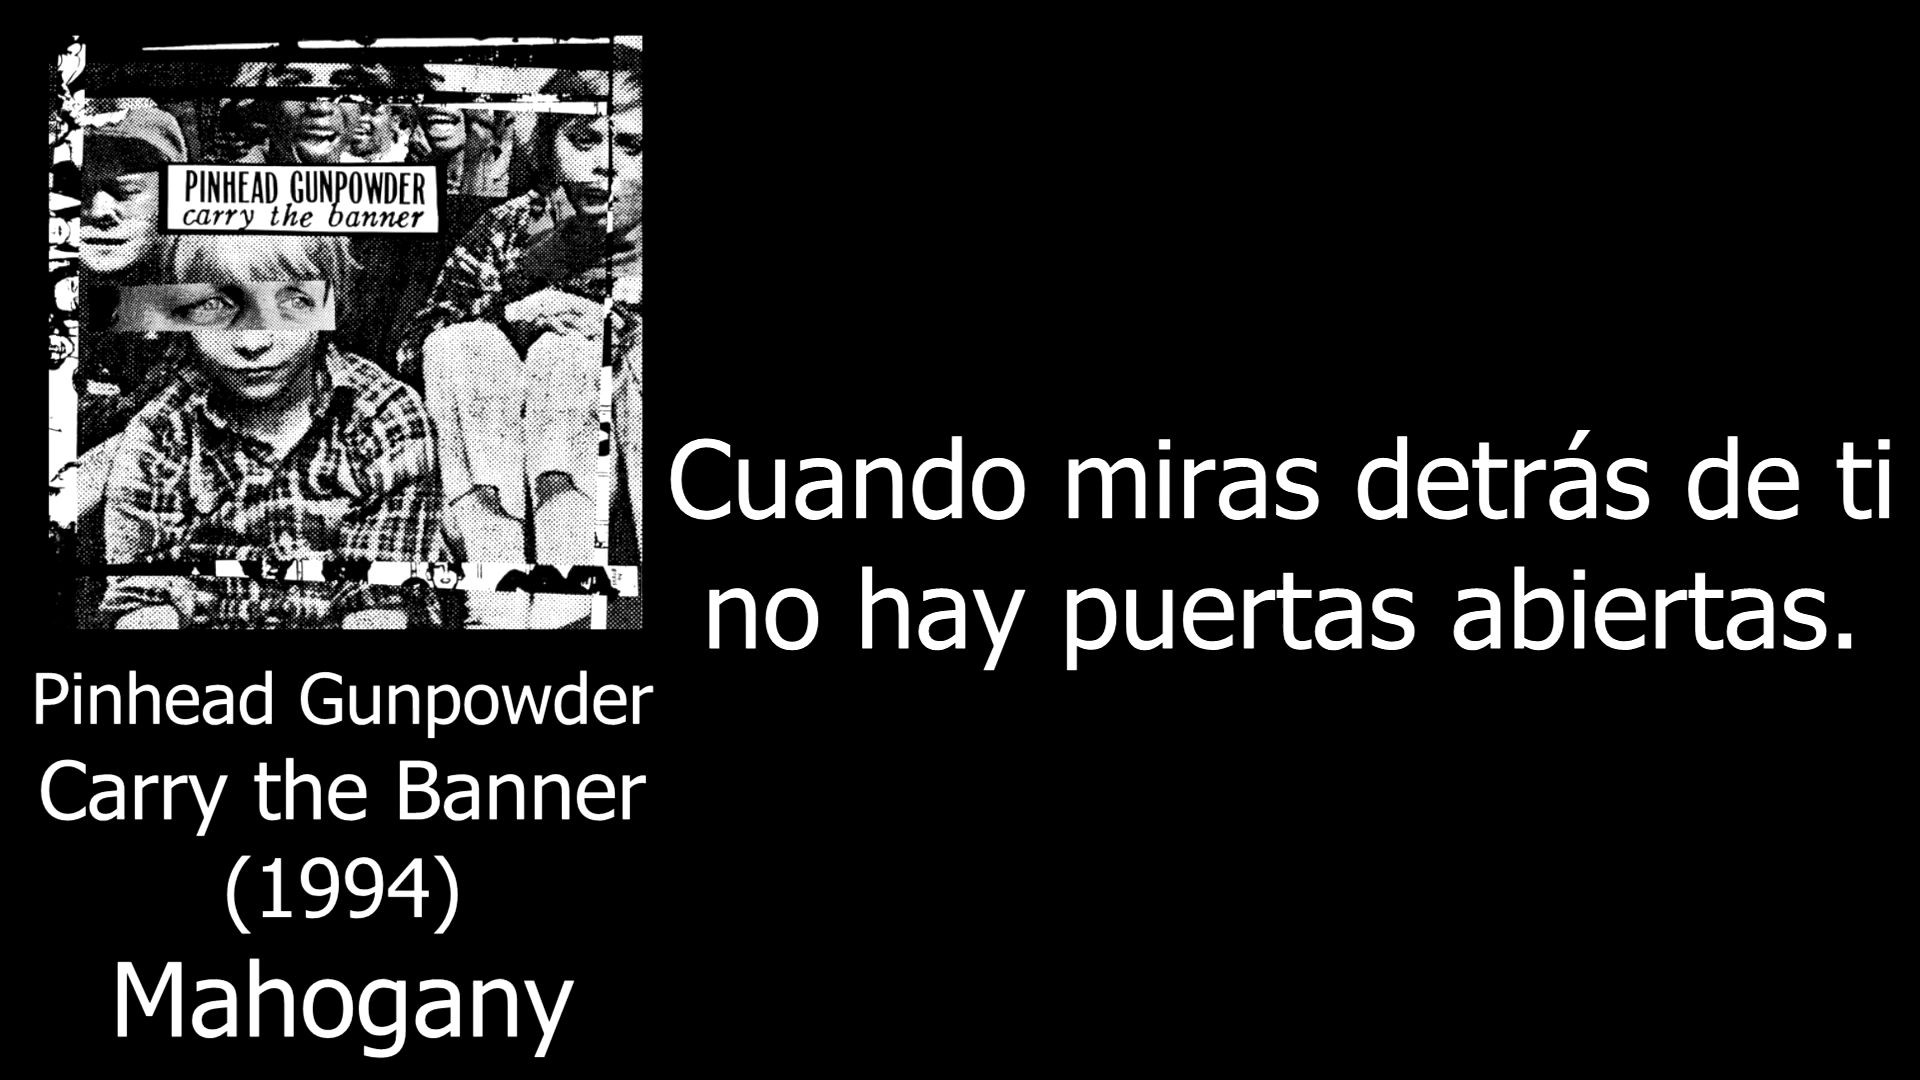 PINHEAD GUNPOWDER
carry the banner
Pinhead Gunpowder
Carry the Banner
(1994)
Mahogany
Cuando miras detrás de ti
no hay puertas abiertas.